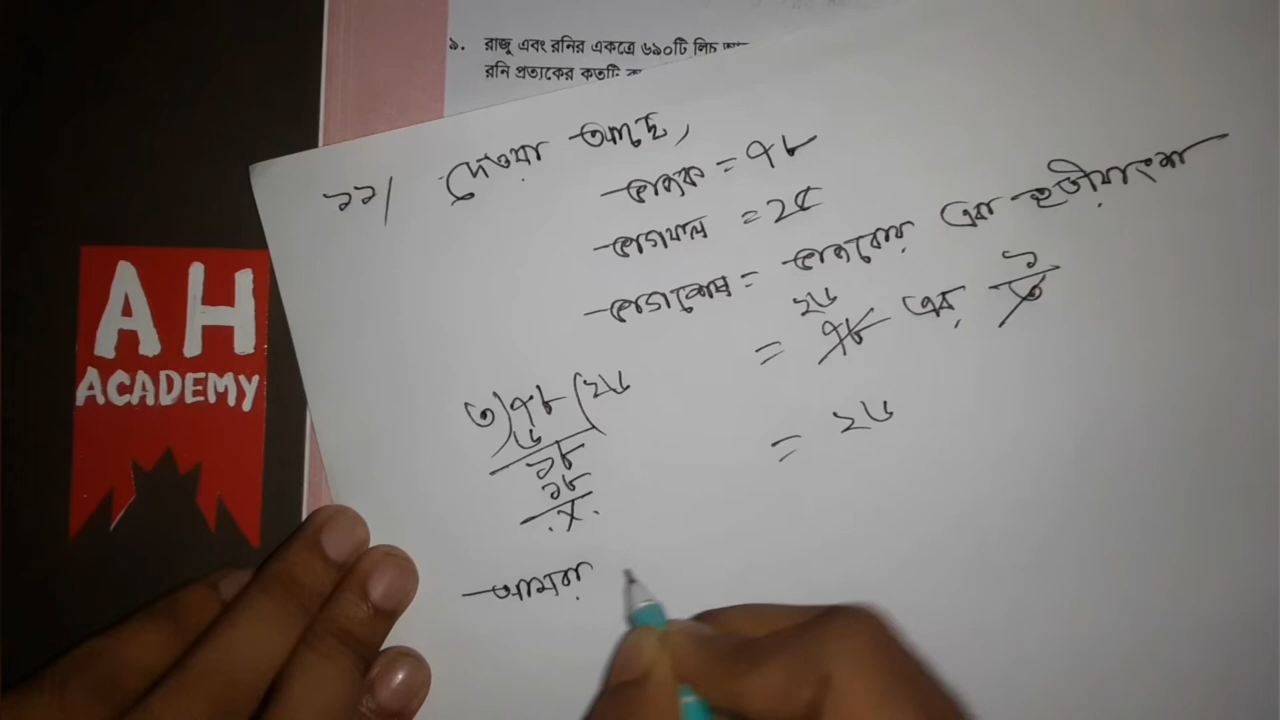 ৯. রাজু এবং রনির একত্রে ৬৯০টি লিচু
রনি প্রত্যেকের কতটি
১১। দেওয়া আছে,
ভাজক = ৭৮
ভাগফল = ২৫
ভাগশেষ = ভাজকের এক তৃতীয়াংশ
২৬ ১
= ৭৮ এর ৩
= ২৬
৩)৭৮(২৬
৬
১৮
১৮
×
আমরা
AH
ACADEMY